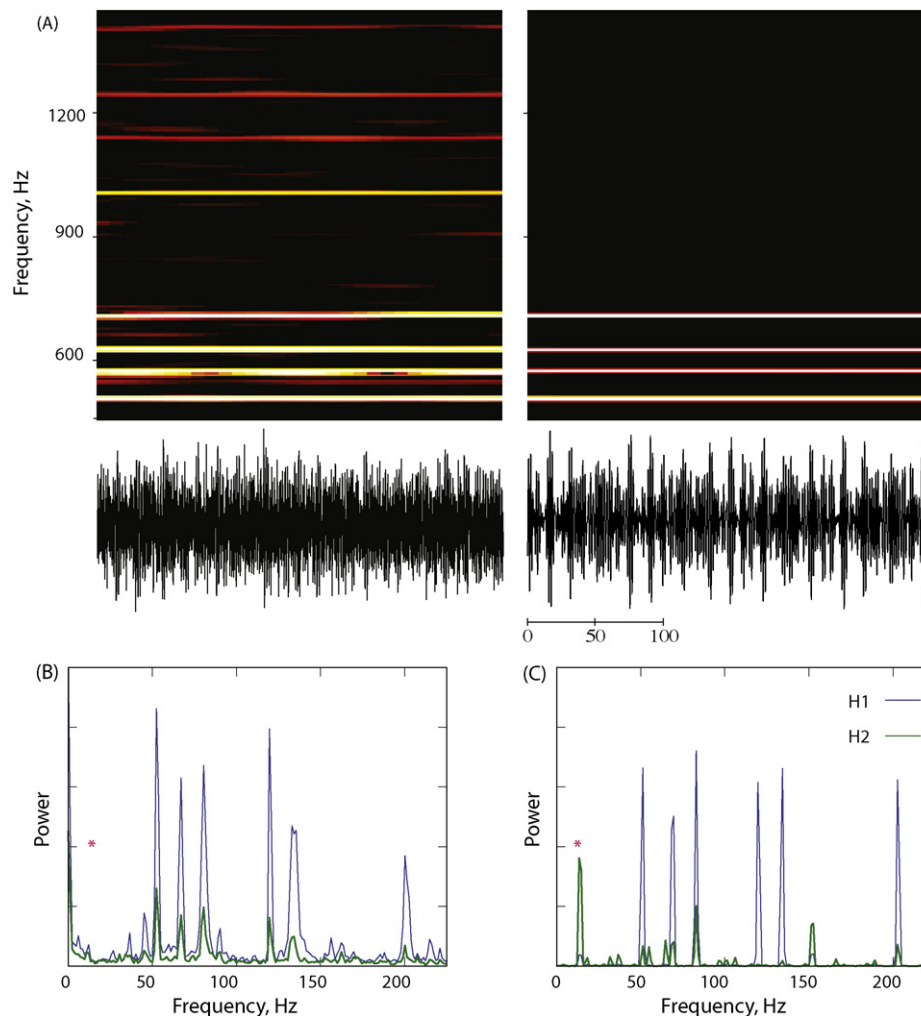 (A)
1200
900
600
Frequency, Hz
0 50 100
(B)
(C)
H1
H2
Power
Power
*
*
0 50 100 150 200
0 50 100 150 200
Frequency, Hz
Frequency, Hz